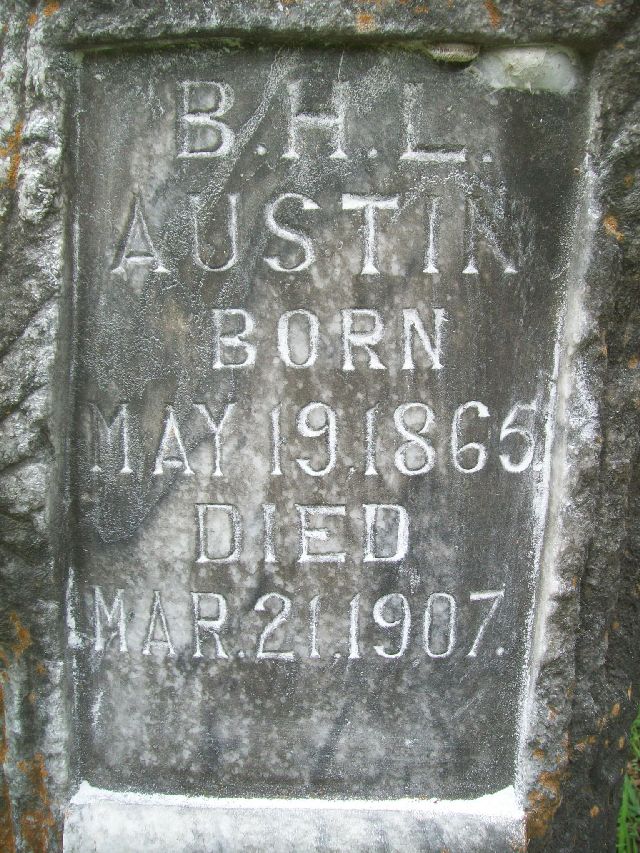 B.H.L.
AUSTIN
BORN
MAY 19, 1865
DIED
MAR. 21, 1907.